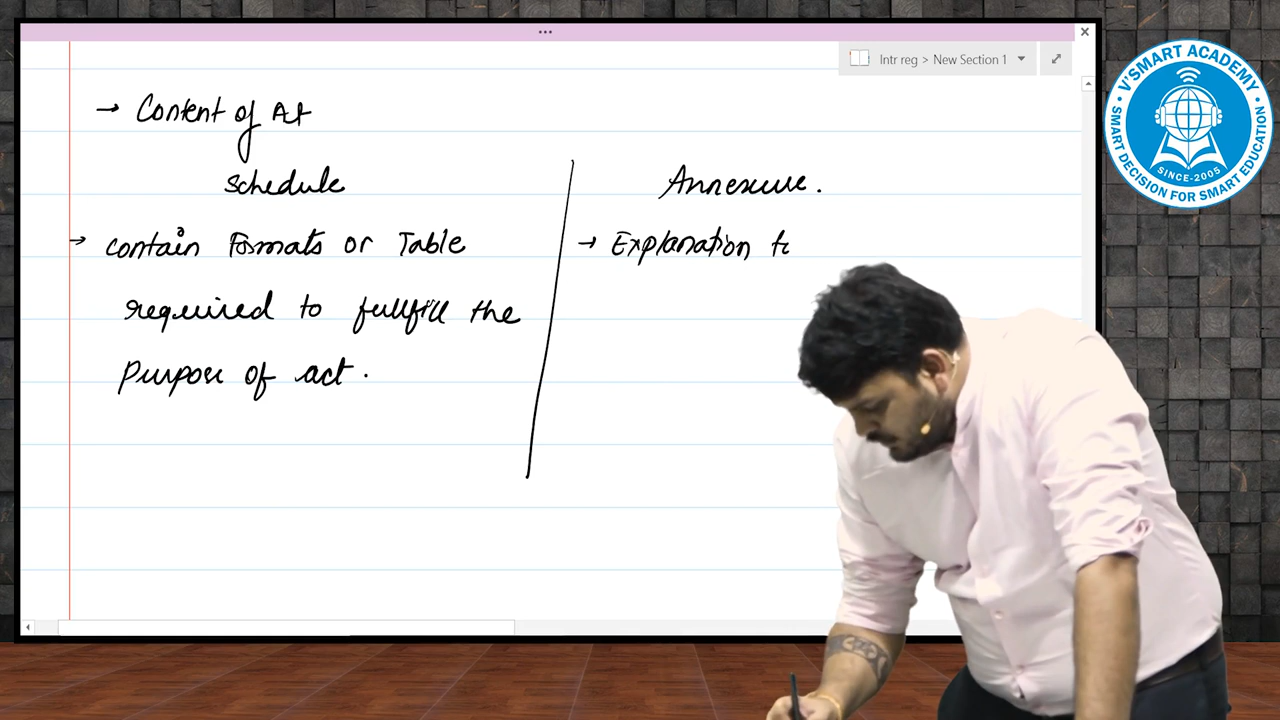 Intr reg > New Section 1
→ Content of Act
Schedule
Annexure.
→ contain Formats or Table
required to fullfill the
purpose of act.
→ Explanation to
V'SMART ACADEMY
SINCE-2005
SMART DECISION FOR SMART EDUCATION